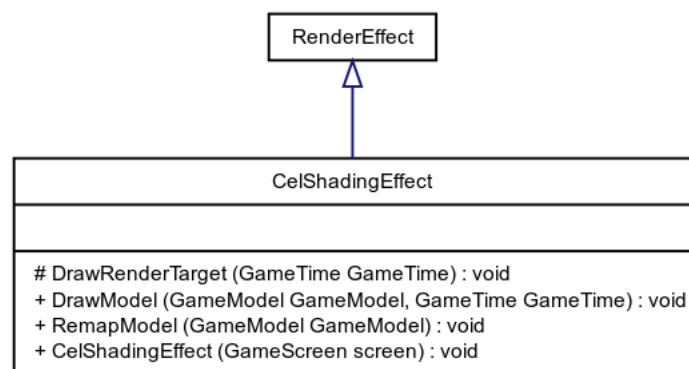 RenderEffect
CelShadingEffect
# DrawRenderTarget (GameTime GameTime) : void
+ DrawModel (GameModel GameModel, GameTime GameTime) : void
+ RemapModel (GameModel GameModel) : void
+ CelShadingEffect (GameScreen screen) : void